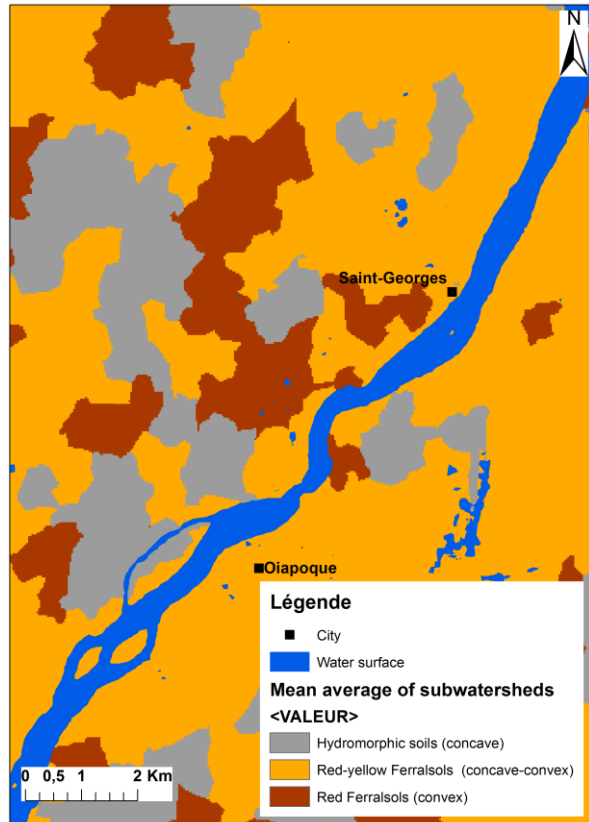 N
Saint-Georges
Oiapoque
Légende
City
Water surface
Mean average of subwatersheds
<VALEUR>
Hydromorphic soils (concave)
Red-yellow Ferralsols (concave-convex)
Red Ferralsols (convex)
0 0,5 1 2 Km